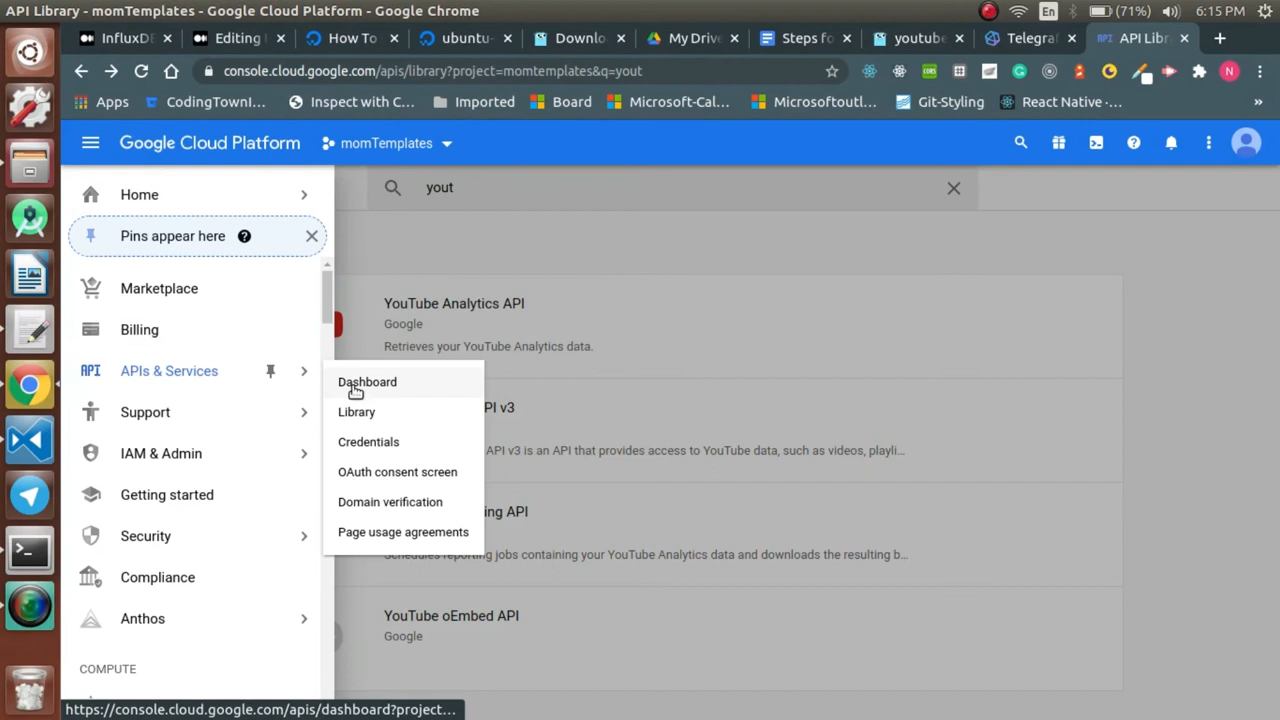 API Library - momTemplates - Google Cloud Platform - Google Chrome
En (71%) 6:15 PM
InfluxDB Editing How To ubuntu- Downlo My Drive Steps fo youtube Telegra API Libr
console.cloud.google.com/apis/library?project=momtemplates&q=yout
Apps CodingTownI... Inspect with C... Imported Board Microsoft-Cal... Microsoftoutl... Git-Styling React Native -... »
Google Cloud Platform momTemplates
Home
yout
Pins appear here
Marketplace
YouTube Analytics API
Google
Billing
Retrieves your YouTube Analytics data.
API APIs & Services
Dashboard
Library
PI v3
Support
Credentials
API v3 is an API that provides access to YouTube data, such as videos, playli...
IAM & Admin
OAuth consent screen
Getting started
Domain verification
ing API
Security
Page usage agreements
Schedules reporting jobs containing your YouTube Analytics data and downloads the resulting b...
Compliance
Anthos
YouTube oEmbed API
Google
COMPUTE
https://console.cloud.google.com/apis/dashboard?project...